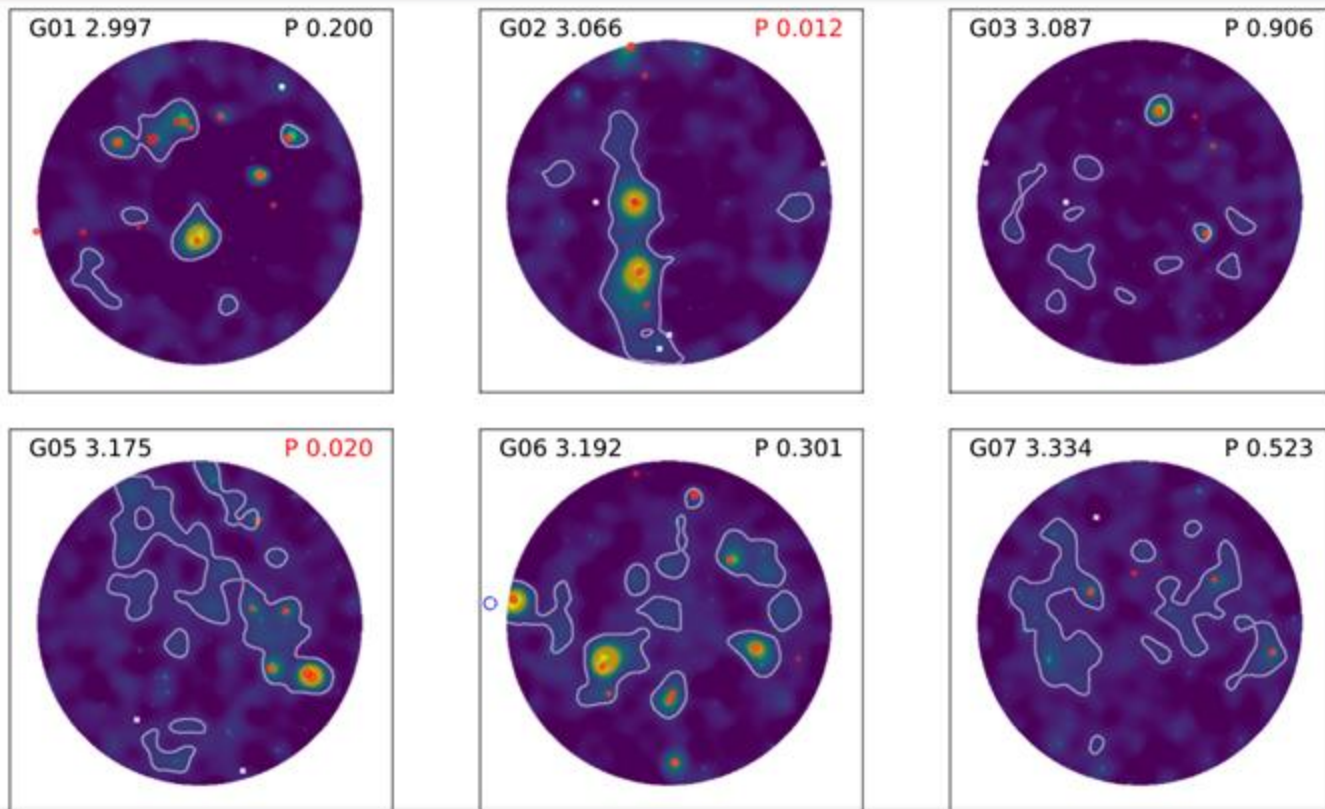 G01 2.997 P 0.200
G02 3.066 P 0.012
G03 3.087 P 0.906
G05 3.175 P 0.020
G06 3.192 P 0.301
G07 3.334 P 0.523